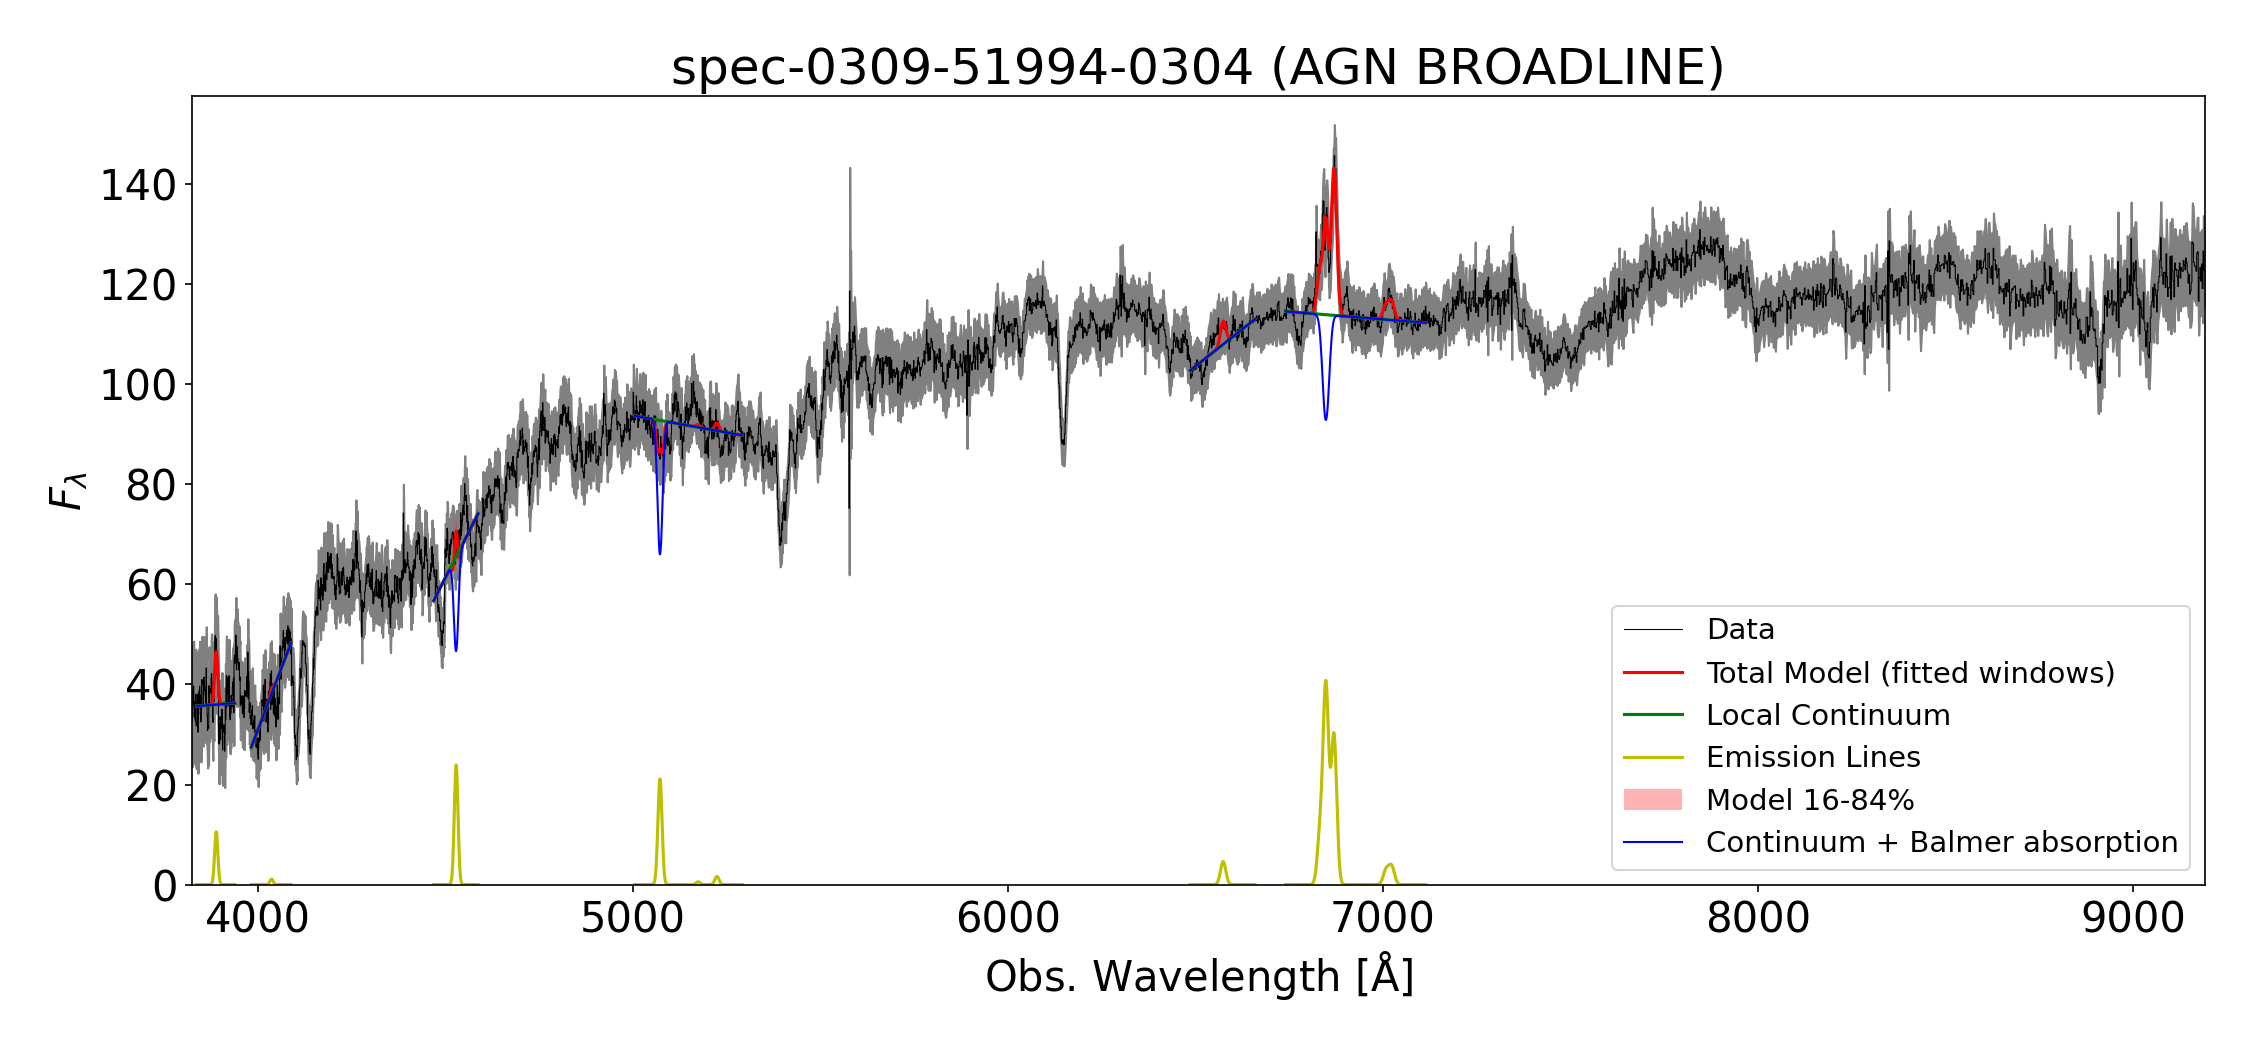 spec-0309-51994-0304 (AGN BROADLINE)
140
120
100
80
60
40
20
0
Fλ
4000 5000 6000 7000 8000 9000
Obs. Wavelength [Å]
Data
Total Model (fitted windows)
Local Continuum
Emission Lines
Model 16-84%
Continuum + Balmer absorption